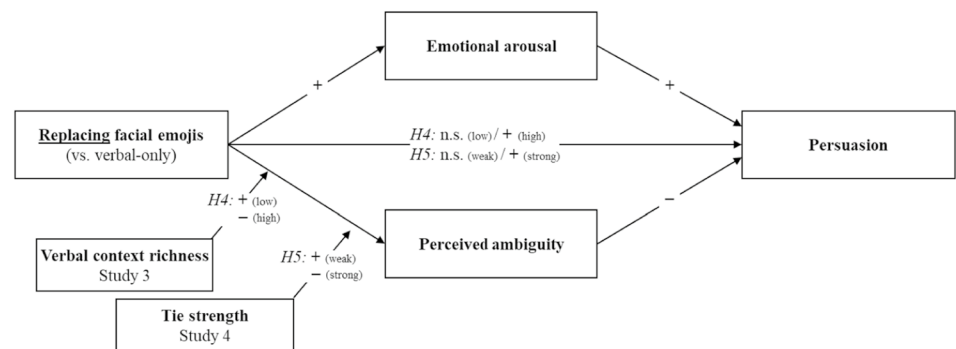 Emotional arousal
+
+
Replacing facial emojis
(vs. verbal-only)
H4: n.s. (low) / + (high)
H5: n.s. (weak) / + (strong)
Persuasion
H4: + (low)
− (high)
−
Perceived ambiguity
Verbal context richness
Study 3
H5: + (weak)
− (strong)
Tie strength
Study 4